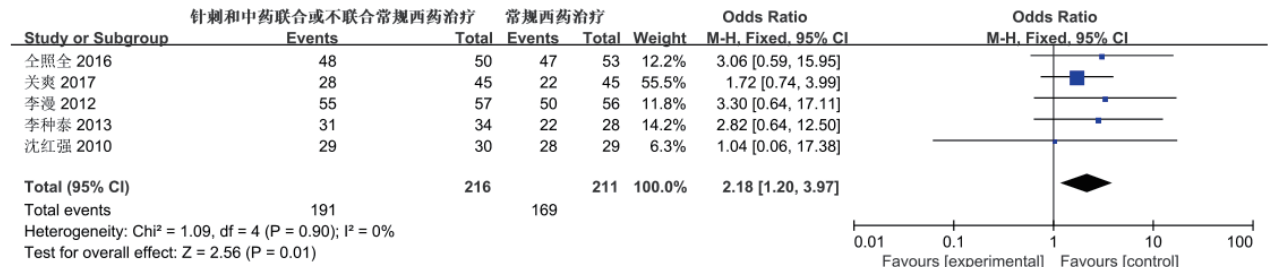 针刺和中药联合或不联合常规西药治疗 常规西药治疗 Odds Ratio Odds Ratio
Study or Subgroup Events Total Events Total Weight M-H, Fixed, 95% CI M-H, Fixed, 95% CI
仝照全 2016 48 50 47 53 12.2% 3.06 [0.59, 15.95]
关爽 2017 28 45 22 45 55.5% 1.72 [0.74, 3.99]
李漫 2012 55 57 50 56 11.8% 3.30 [0.64, 17.11]
李种泰 2013 31 34 22 28 14.2% 2.82 [0.64, 12.50]
沈红强 2010 29 30 28 29 6.3% 1.04 [0.06, 17.38]
Total (95% CI) 216 211 100.0% 2.18 [1.20, 3.97]
Total events 191 169
Heterogeneity: Chi² = 1.09, df = 4 (P = 0.90); I² = 0%
Test for overall effect: Z = 2.56 (P = 0.01)
0.01 0.1 1 10 100
Favours [experimental] Favours [control]